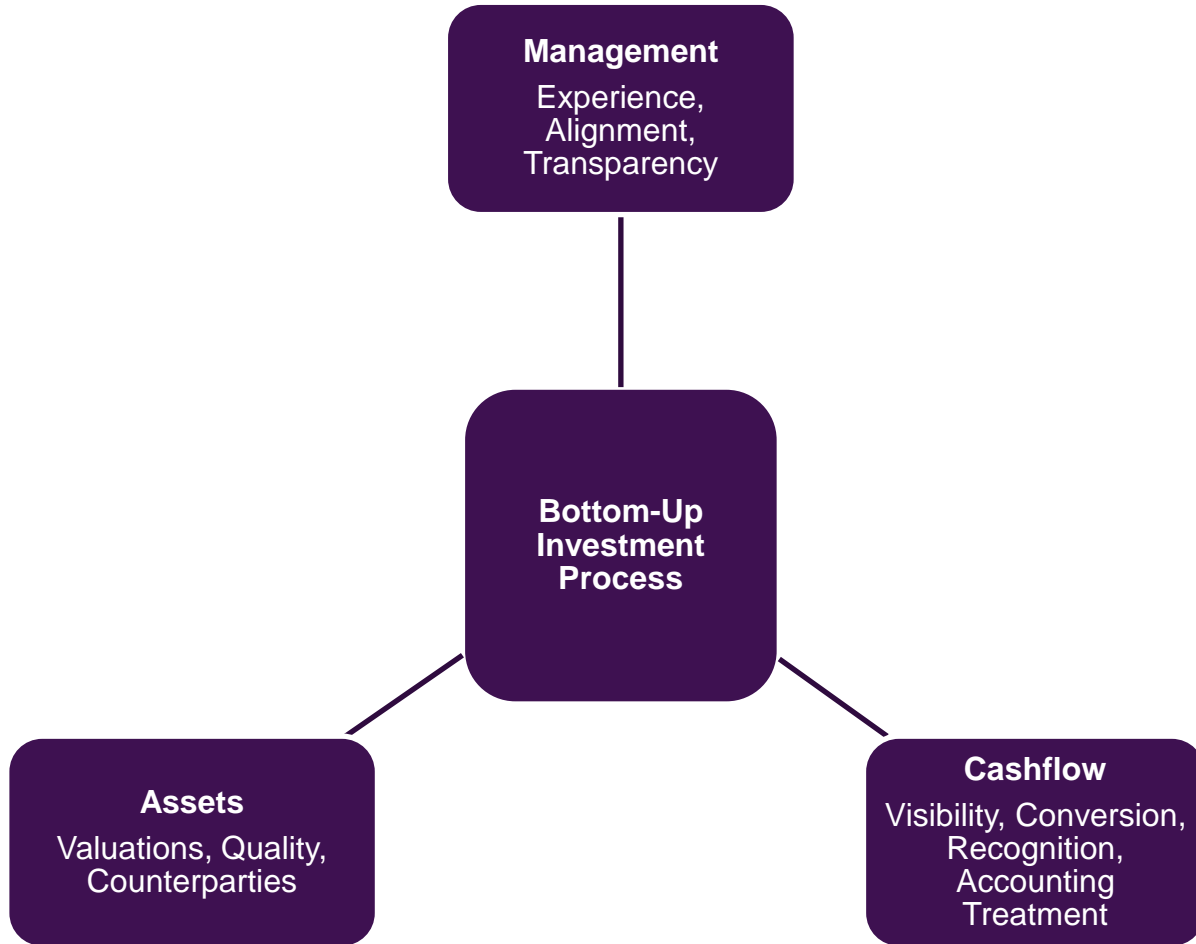 Management
Experience,
Alignment,
Transparency
Bottom-Up
Investment
Process
Assets
Valuations, Quality,
Counterparties
Cashflow
Visibility, Conversion,
Recognition,
Accounting
Treatment